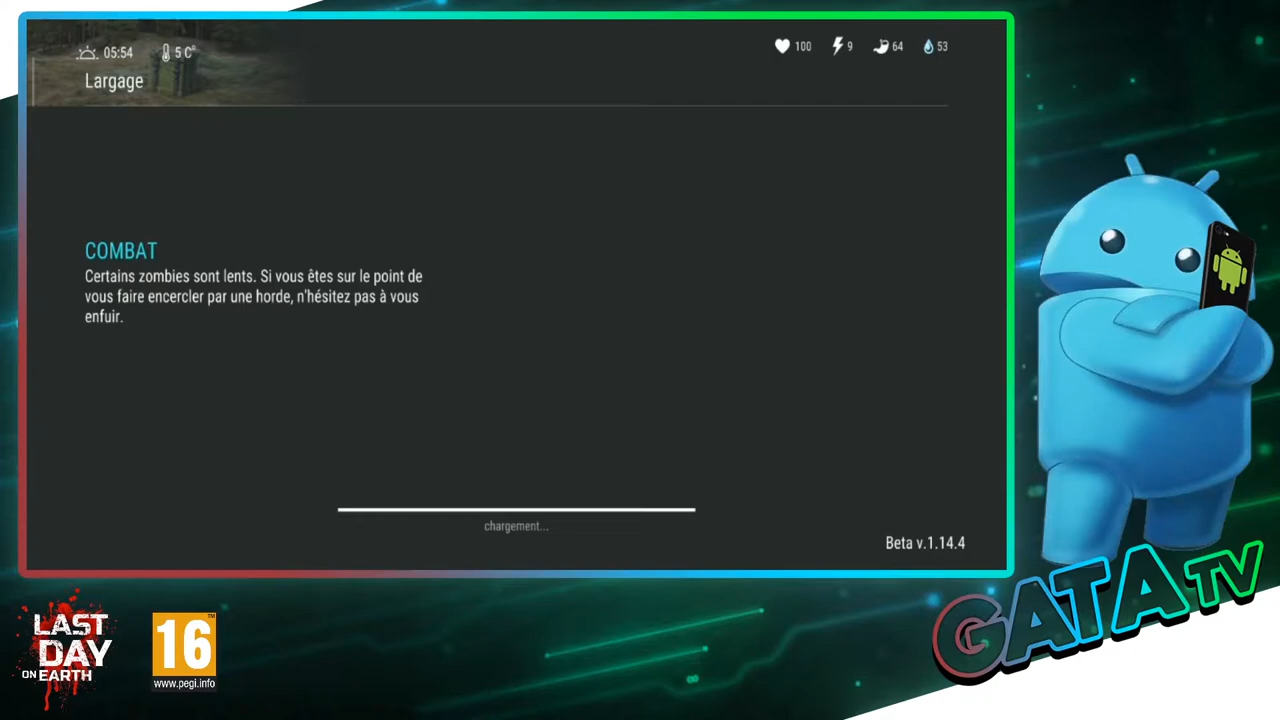 05:54 5 C°
100 9 64 53
Largage
COMBAT
Certains zombies sont lents. Si vous êtes sur le point de
vous faire encercler par une horde, n'hésitez pas à vous
enfuir.
chargement...
Beta v.1.14.4
LAST
DAY
ON EARTH
16
TM
www.pegi.info
GATA TV